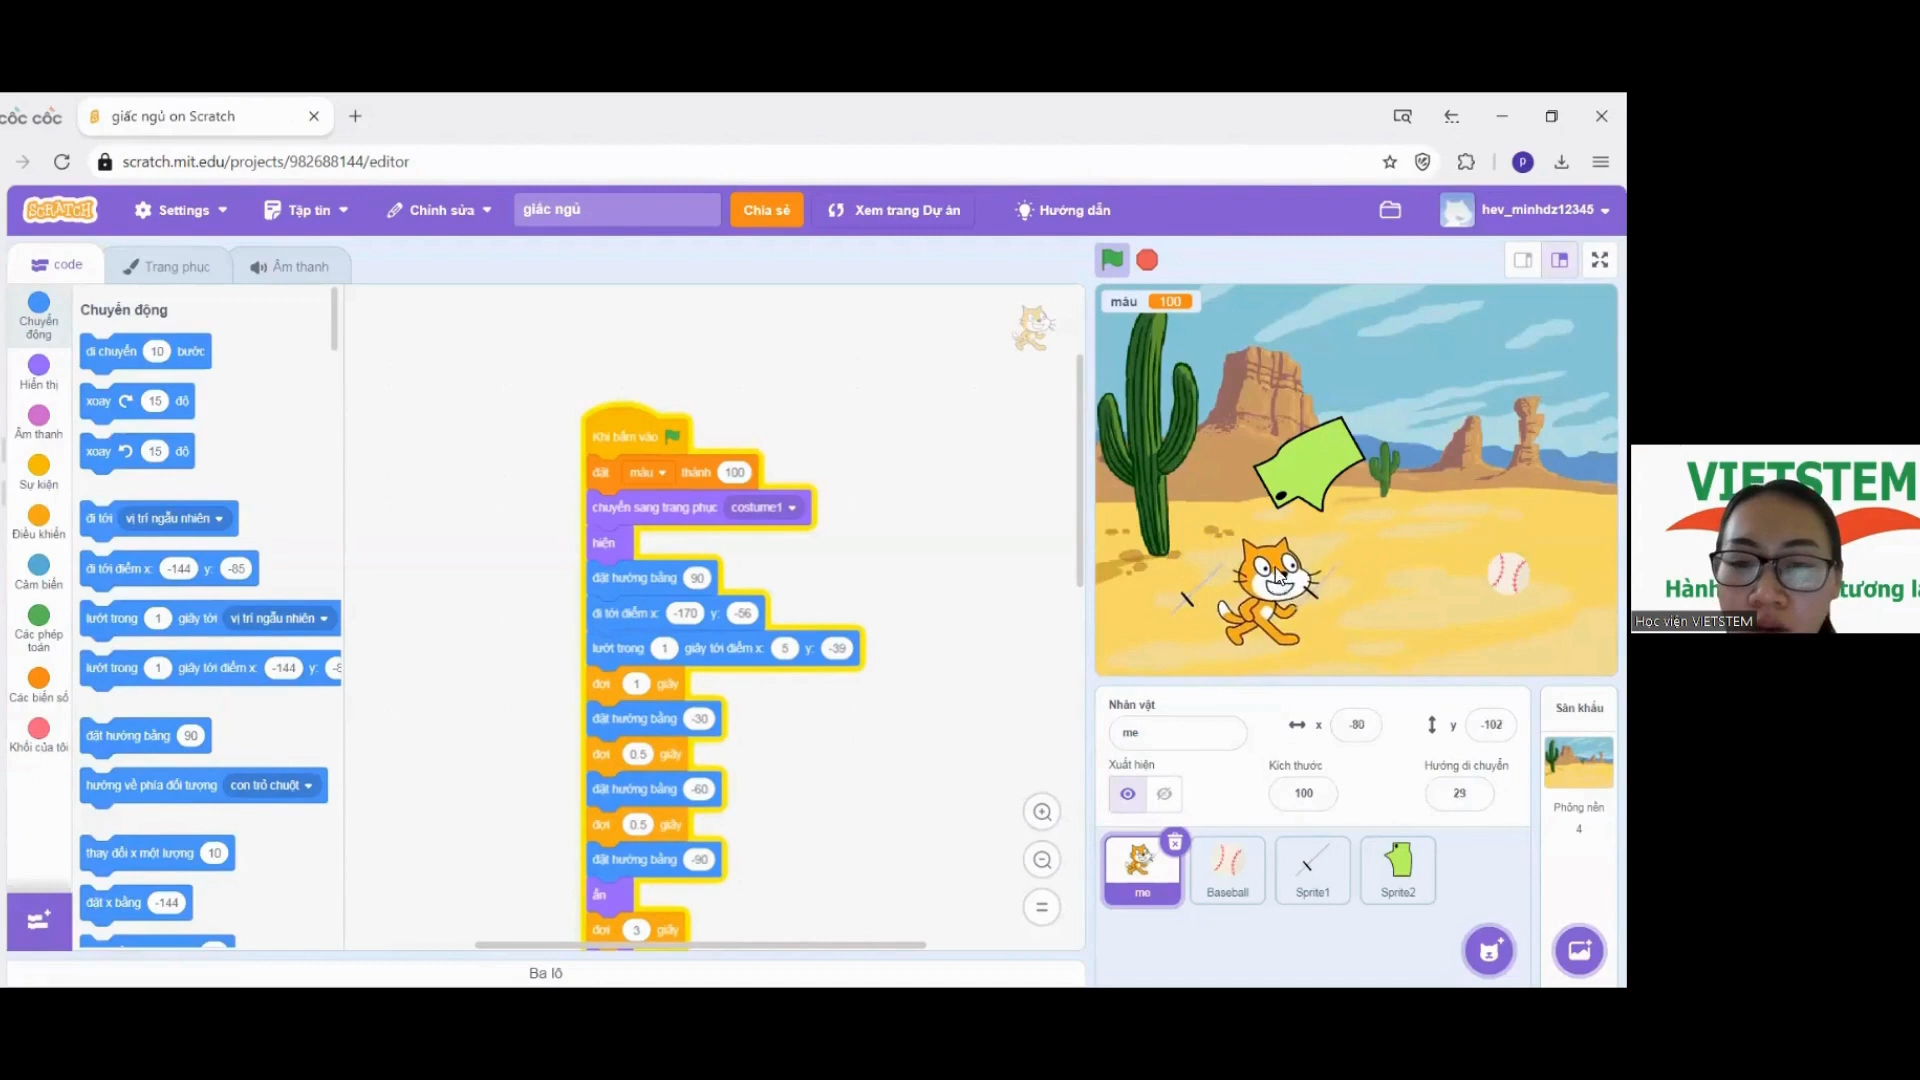 cốc cốc
giấc ngủ on Scratch
scratch.mit.edu/projects/982688144/editor
p
SCRATCH
Settings
Tập tin
Chỉnh sửa
giấc ngủ
Chia sẻ
Xem trang Dự án
Hướng dẫn
hev_minhdz12345
code
Trang phục
Âm thanh
Chuyển động
Hiển thị
Âm thanh
Sự kiện
Điều khiển
Cảm biến
Các phép toán
Các biến số
Khối của tôi
Chuyển động
di chuyển 10 bước
xoay 15 độ
xoay 15 độ
đi tới vị trí ngẫu nhiên
đi tới điểm x: -144 y: -85
lướt trong 1 giây tới vị trí ngẫu nhiên
lướt trong 1 giây tới điểm x: -144 y:
đặt hướng bằng 90
hướng về phía đối tượng con trỏ chuột
thay đổi x một lượng 10
đặt x bằng -144
Khi bấm vào
đặt máu thành 100
chuyển sang trang phục costume1
hiện
đặt hướng bằng 90
đi tới điểm x: -170 y: -56
lướt trong 1 giây tới điểm x: 5 y: -39
đợi 1 giây
đặt hướng bằng -30
đợi 0.5 giây
đặt hướng bằng -60
đợi 0.5 giây
đặt hướng bằng -90
ẩn
đợi 3 giây
Ba lô
máu 100
Nhân vật
me
x -80
y -102
Xuất hiện
Kích thước
100
Hướng di chuyển
29
me
Baseball
Sprite1
Sprite2
Sân khấu
Phông nền
4
VIETSTEM
Hành
tương la
Học viện VIETSTEM